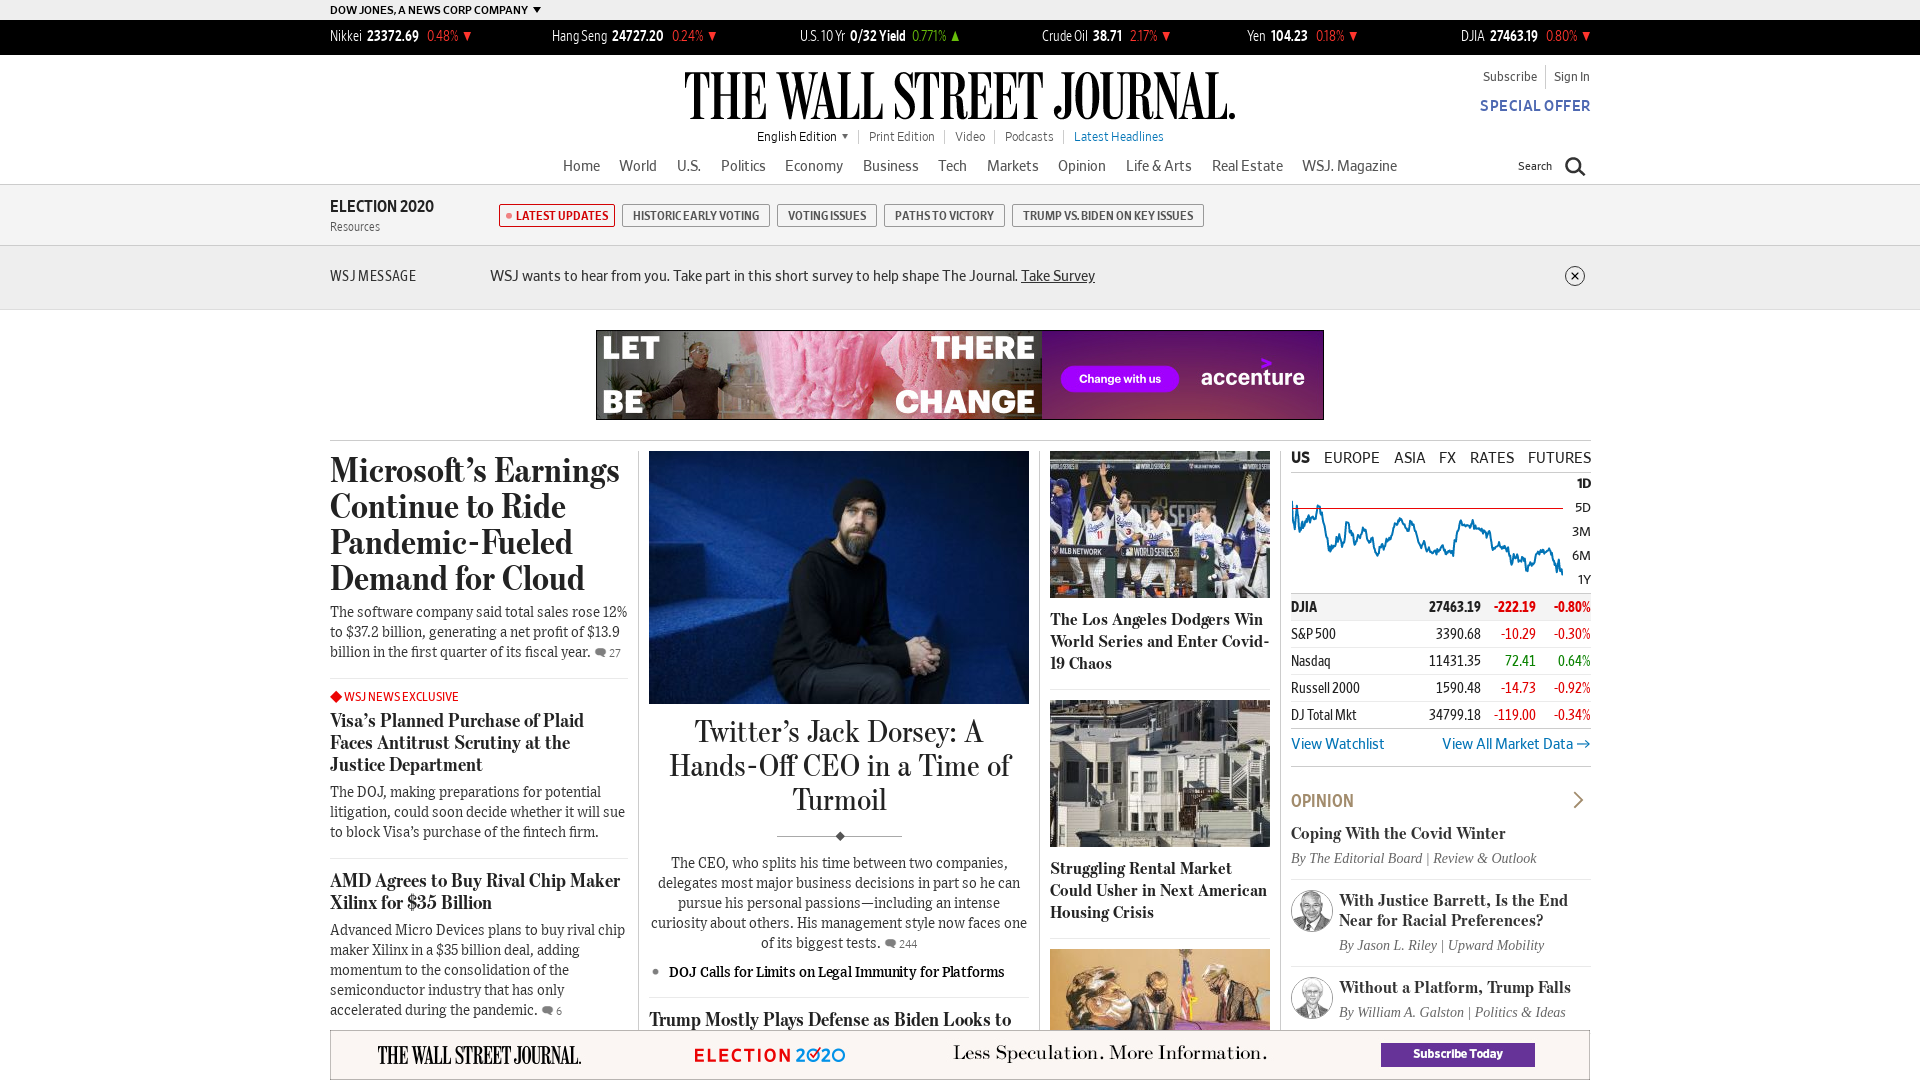 DOW JONES, A NEWS CORP COMPANY
Nikkei 23372.69 0.48% Hang Seng 24727.20 0.24% U.S. 10 Yr 0/32 Yield 0.771% Crude Oil 38.71 2.17% Yen 104.23 0.18% DJIA 27463.19 0.80%
Subscribe Sign In
SPECIAL OFFER
THE WALL STREET JOURNAL.
English Edition Print Edition Video Podcasts Latest Headlines
Home World U.S. Politics Economy Business Tech Markets Opinion Life & Arts Real Estate WSJ. Magazine Search
ELECTION 2020
Resources
LATEST UPDATES HISTORIC EARLY VOTING VOTING ISSUES PATHS TO VICTORY TRUMP VS. BIDEN ON KEY ISSUES
WSJ MESSAGE WSJ wants to hear from you. Take part in this short survey to help shape The Journal. Take Survey
LET THERE
BE CHANGE
Change with us accenture
Microsoft’s Earnings
Continue to Ride
Pandemic-Fueled
Demand for Cloud
The software company said total sales rose 12%
to $37.2 billion, generating a net profit of $13.9
billion in the first quarter of its fiscal year. 27
WSJ NEWS EXCLUSIVE
Visa’s Planned Purchase of Plaid
Faces Antitrust Scrutiny at the
Justice Department
The DOJ, making preparations for potential
litigation, could soon decide whether it will sue
to block Visa’s purchase of the fintech firm.
AMD Agrees to Buy Rival Chip Maker
Xilinx for $35 Billion
Advanced Micro Devices plans to buy rival chip
maker Xilinx in a $35 billion deal, adding
momentum to the consolidation of the
semiconductor industry that has only
accelerated during the pandemic. 6
Twitter’s Jack Dorsey: A
Hands-Off CEO in a Time of
Turmoil
The CEO, who splits his time between two companies,
delegates most major business decisions in part so he can
pursue his personal passions—including an intense
curiosity about others. His management style now faces one
of its biggest tests. 244
DOJ Calls for Limits on Legal Immunity for Platforms
Trump Mostly Plays Defense as Biden Looks to
The Los Angeles Dodgers Win
World Series and Enter Covid-
19 Chaos
Struggling Rental Market
Could Usher in Next American
Housing Crisis
US EUROPE ASIA FX RATES FUTURES
1D
5D
3M
6M
1Y
DJIA 27463.19 -222.19 -0.80%
S&P 500 3390.68 -10.29 -0.30%
Nasdaq 11431.35 72.41 0.64%
Russell 2000 1590.48 -14.73 -0.92%
DJ Total Mkt 34799.18 -119.00 -0.34%
View Watchlist View All Market Data
OPINION
Coping With the Covid Winter
By The Editorial Board | Review & Outlook
With Justice Barrett, Is the End
Near for Racial Preferences?
By Jason L. Riley | Upward Mobility
Without a Platform, Trump Falls
By William A. Galston | Politics & Ideas
THE WALL STREET JOURNAL. ELECTION 2020 Less Speculation. More Information. Subscribe Today